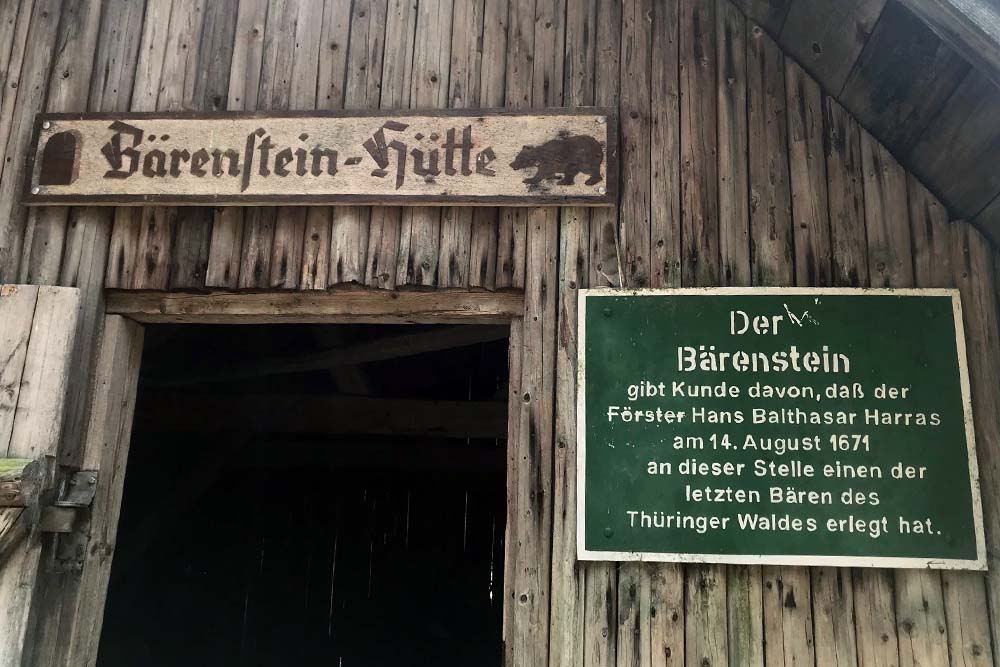 Bärenstein-Hütte
Der
Bärenstein
gibt Kunde davon, daß der
Förster Hans Balthasar Harras
am 14. August 1671
an dieser Stelle einen der
letzten Bären des
Thüringer Waldes erlegt hat.